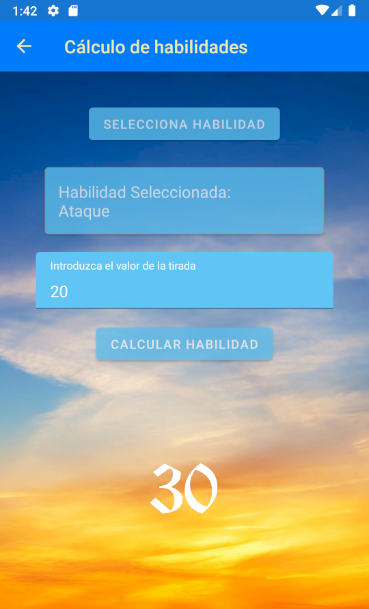 1:42
Cálculo de habilidades
SELECCIONA HABILIDAD
Habilidad Seleccionada:
Ataque
Introduzca el valor de la tirada
20
CALCULAR HABILIDAD
30